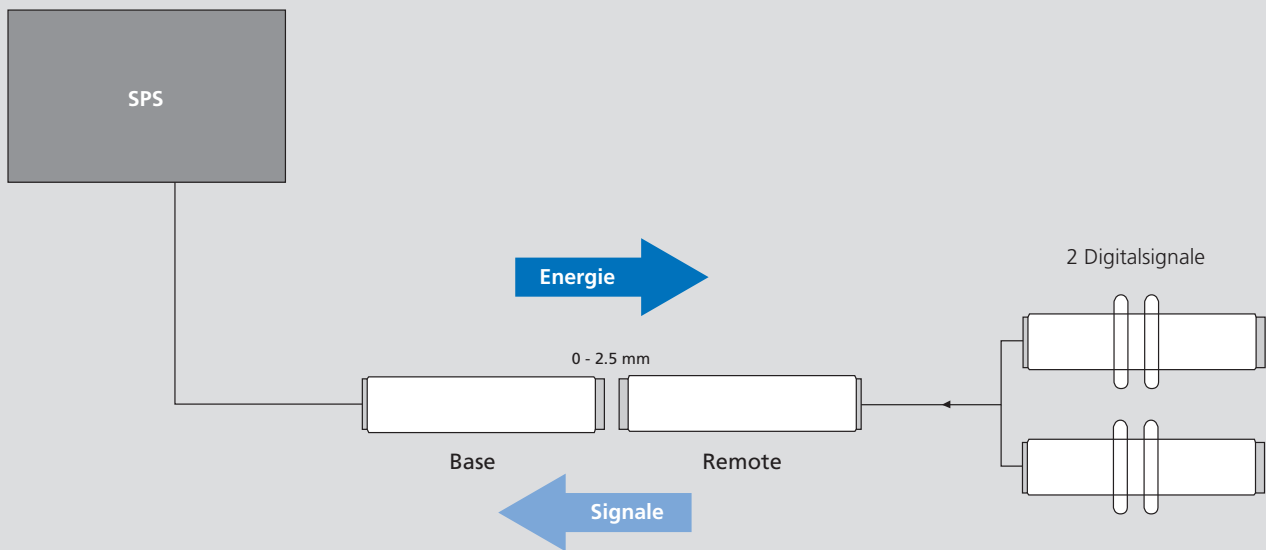 SPS
Energie
2 Digitalsignale
0 - 2.5 mm
Base
Remote
Signale